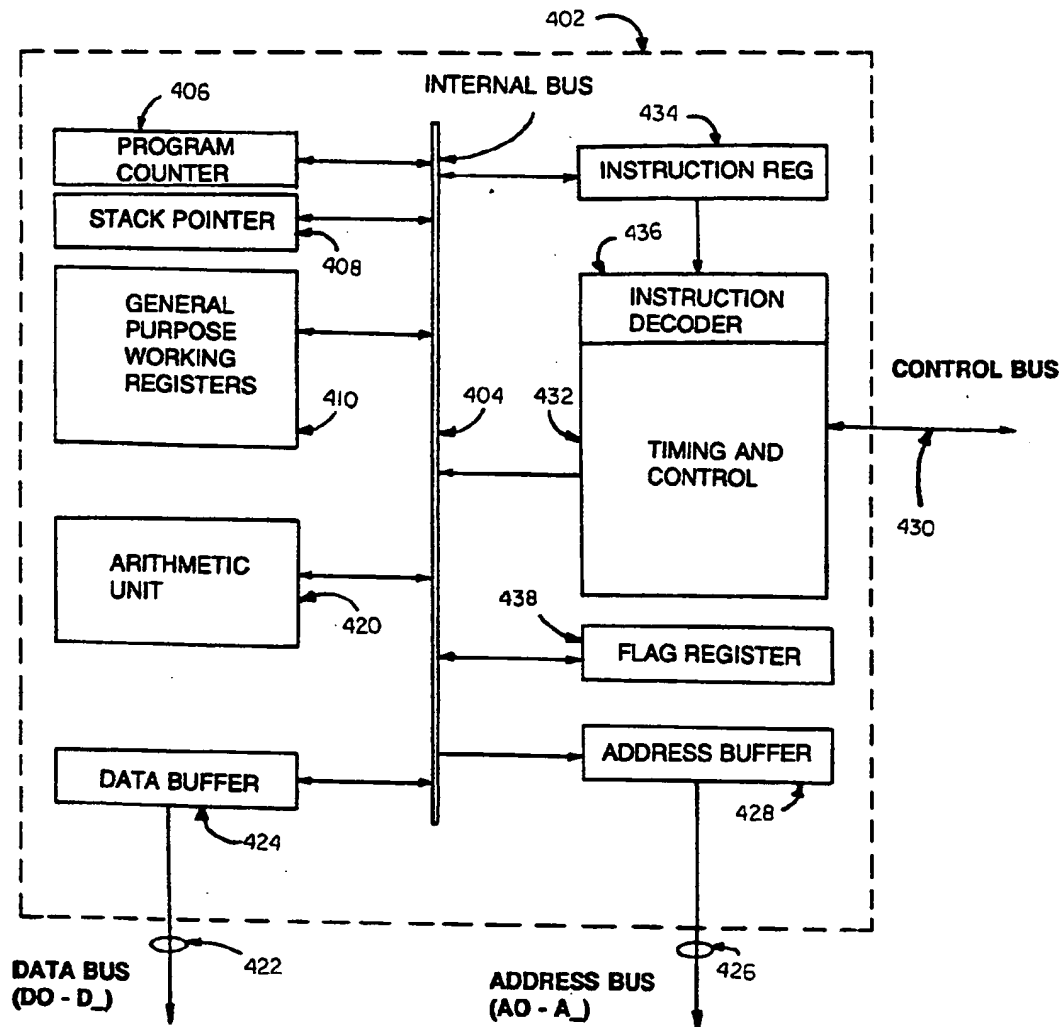 402
INTERNAL BUS
406
434
PROGRAM
COUNTER
INSTRUCTION REG
STACK POINTER
408
436
GENERAL
PURPOSE
WORKING
REGISTERS
410
INSTRUCTION
DECODER
404
432
CONTROL BUS
TIMING AND
CONTROL
430
ARITHMETIC
UNIT
420
438
FLAG REGISTER
DATA BUFFER
424
ADDRESS BUFFER
428
422
426
DATA BUS
(DO - D_)
ADDRESS BUS
(AO - A_)